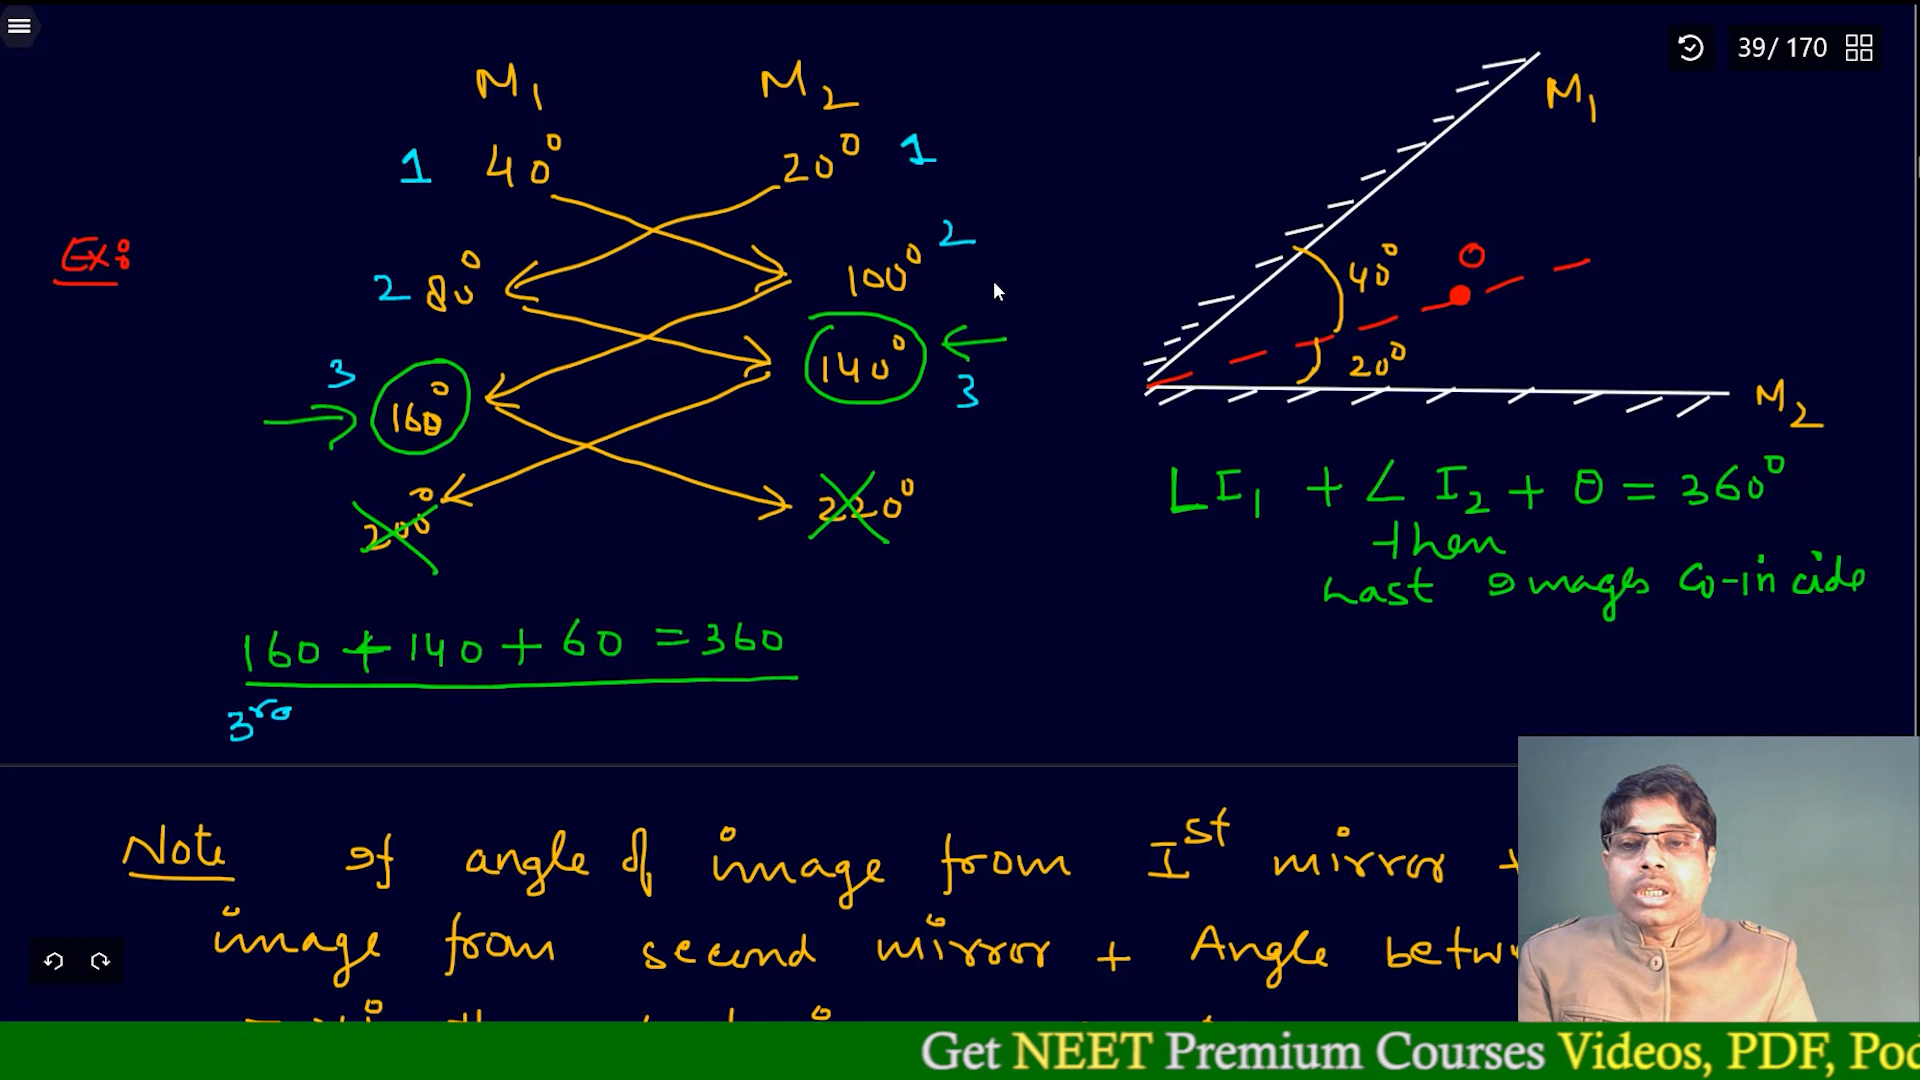 39/ 170
M1 M2
1 40° 20° 1
Ex:
2 80° 100° 2
3 160° 140° 3
200° 220°
160 + 140 + 60 = 360
3rd
M1
O
40°
20°
M2
∠I1 + ∠I2 + θ = 360°
then
Last images Co-incide
Note If angle of image from Ist mirror +
image from second mirror + Angle betw
Get NEET Premium Courses Videos, PDF, Poc